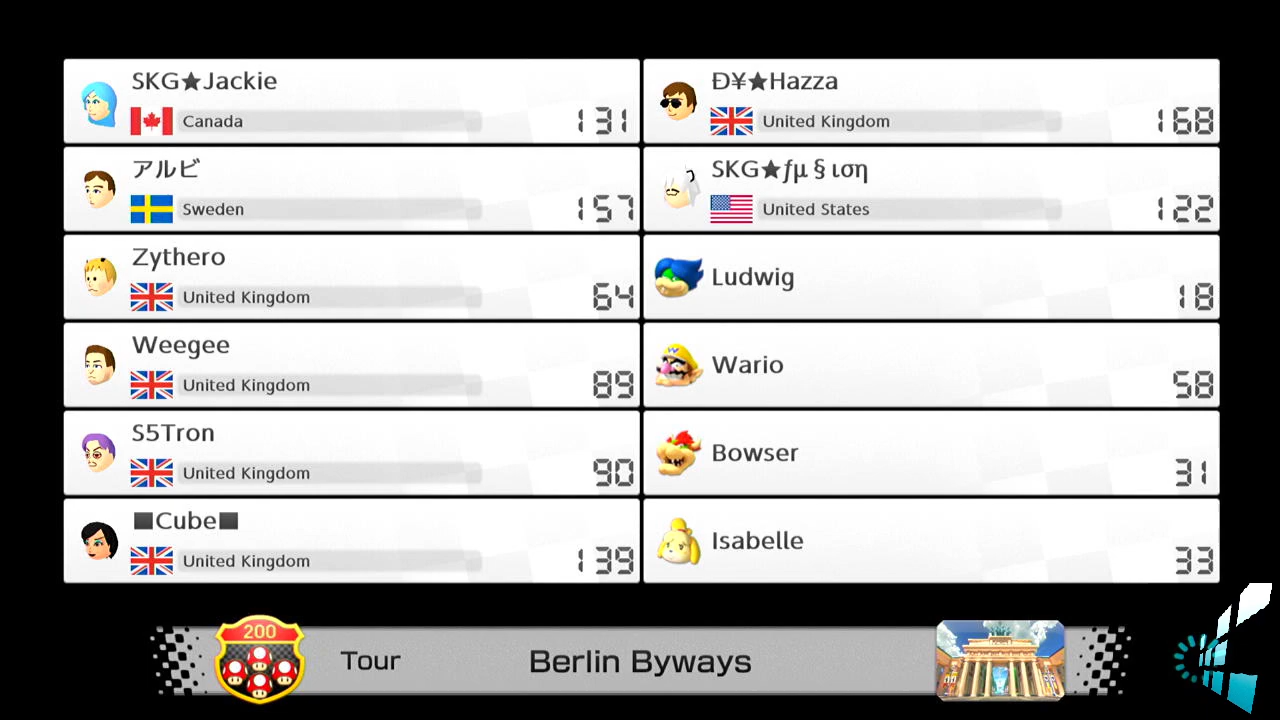 SKG★Jackie
Canada
131
アルビ
Sweden
157
Zythero
United Kingdom
64
Weegee
United Kingdom
89
S5Tron
United Kingdom
90
■Cube■
United Kingdom
139
Ð¥★Hazza
United Kingdom
168
SKG★ƒµ§ιση
United States
122
Ludwig
18
Wario
58
Bowser
31
Isabelle
33
200
Tour
Berlin Byways